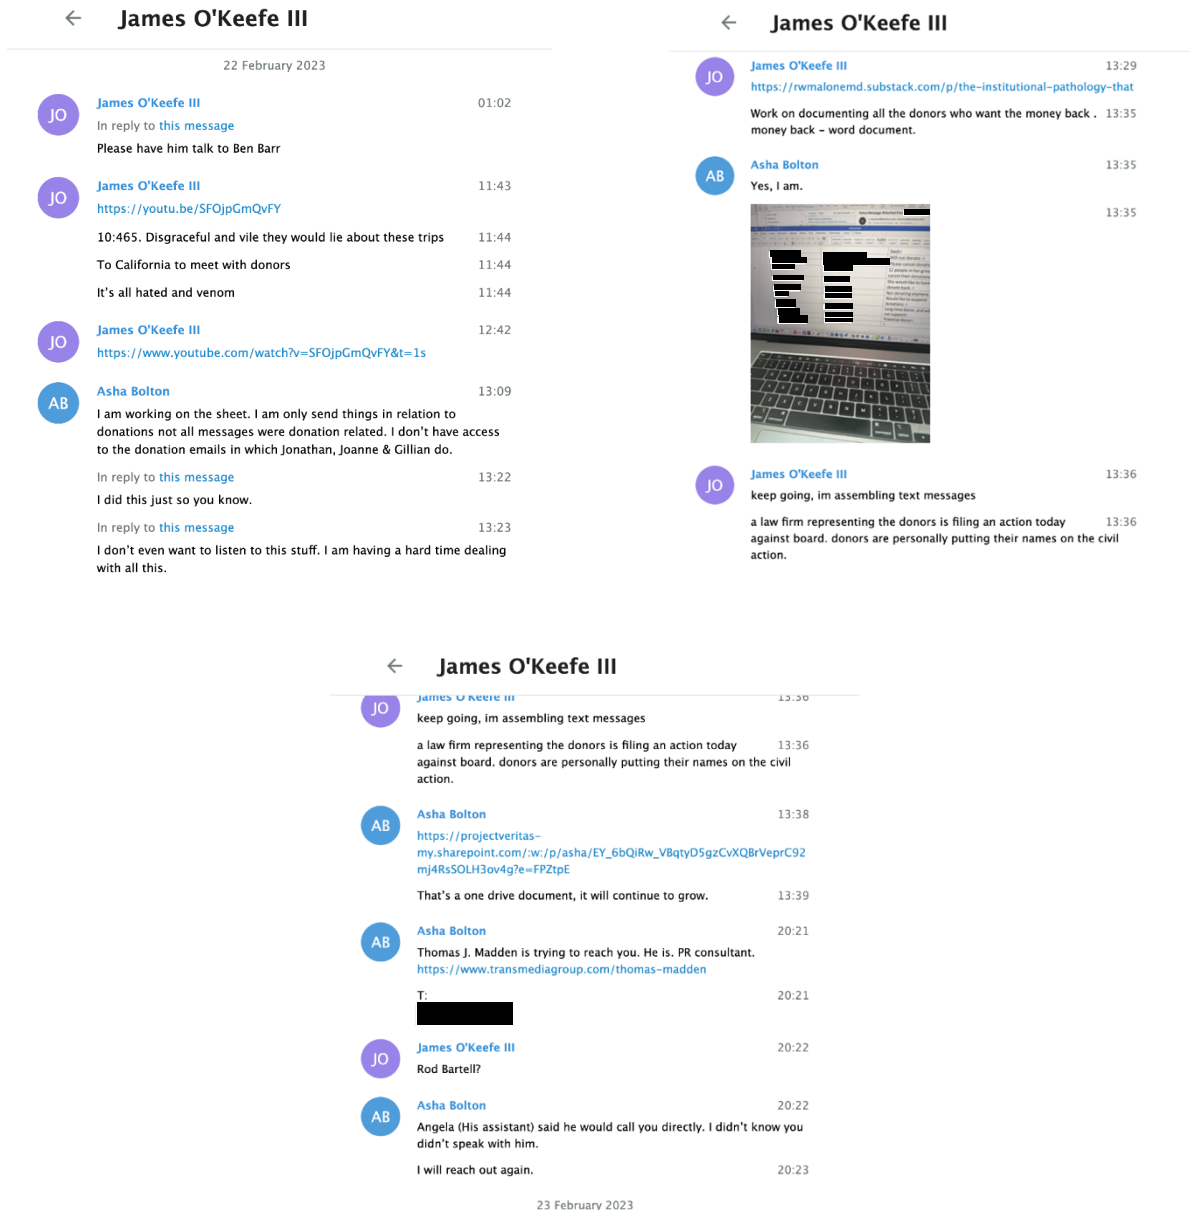 James O'Keefe III
22 February 2023
JO
James O'Keefe III 01:02
In reply to this message
Please have him talk to Ben Barr
JO
James O'Keefe III 11:43
https://youtu.be/SFOjpGmQvFY
10:465. Disgraceful and vile they would lie about these trips 11:44
To California to meet with donors 11:44
It's all hated and venom 11:44
JO
James O'Keefe III 12:42
https://www.youtube.com/watch?v=SFOjpGmQvFY&t=1s
AB
Asha Bolton 13:09
I am working on the sheet. I am only send things in relation to
donations not all messages were donation related. I don't have access
to the donation emails in which Jonathan, Joanne & Gillian do.
In reply to this message 13:22
I did this just so you know.
In reply to this message 13:23
I don't even want to listen to this stuff. I am having a hard time dealing
with all this.
James O'Keefe III
JO
James O'Keefe III 13:29
https://rwmalonemd.substack.com/p/the-institutional-pathology-that
Work on documenting all the donors who want the money back . 13:35
money back – word document.
AB
Asha Bolton 13:35
Yes, I am.
13:35
JO
James O'Keefe III 13:36
keep going, im assembling text messages
a law firm representing the donors is filing an action today 13:36
against board. donors are personally putting their names on the civil
action.
James O'Keefe III
JO
James O'Keefe III 13:36
keep going, im assembling text messages
a law firm representing the donors is filing an action today 13:36
against board. donors are personally putting their names on the civil
action.
AB
Asha Bolton 13:38
https://projectveritas-
my.sharepoint.com/:w:/p/asha/EY_6bQiRw_VBqtyD5gzCvXQBrVeprC92
mj4RsSOLH3ov4g?e=FPZtpE
That's a one drive document, it will continue to grow. 13:39
AB
Asha Bolton 20:21
Thomas J. Madden is trying to reach you. He is. PR consultant.
https://www.transmediagroup.com/thomas-madden
T: 20:21
JO
James O'Keefe III 20:22
Rod Bartell?
AB
Asha Bolton 20:22
Angela (His assistant) said he would call you directly. I didn't know you
didn't speak with him.
I will reach out again. 20:23
23 February 2023